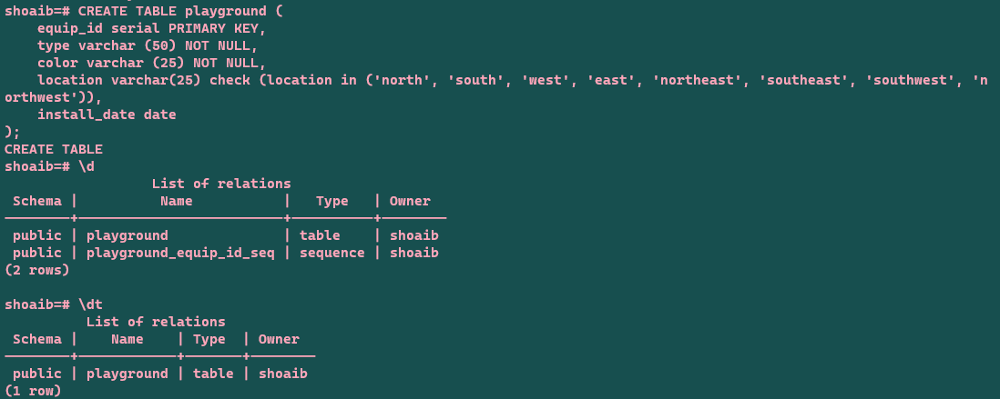 shoaib=# CREATE TABLE playground (
    equip_id serial PRIMARY KEY,
    type varchar (50) NOT NULL,
    color varchar (25) NOT NULL,
    location varchar(25) check (location in ('north', 'south', 'west', 'east', 'northeast', 'southeast', 'southwest', 'n
orthwest')),
    install_date date
);
CREATE TABLE
shoaib=# \d
                  List of relations
 Schema |          Name           |   Type   | Owner
--------+-------------------------+----------+--------
 public | playground              | table    | shoaib
 public | playground_equip_id_seq | sequence | shoaib
(2 rows)

shoaib=# \dt
          List of relations
 Schema |    Name    | Type  | Owner
--------+------------+-------+--------
 public | playground | table | shoaib
(1 row)